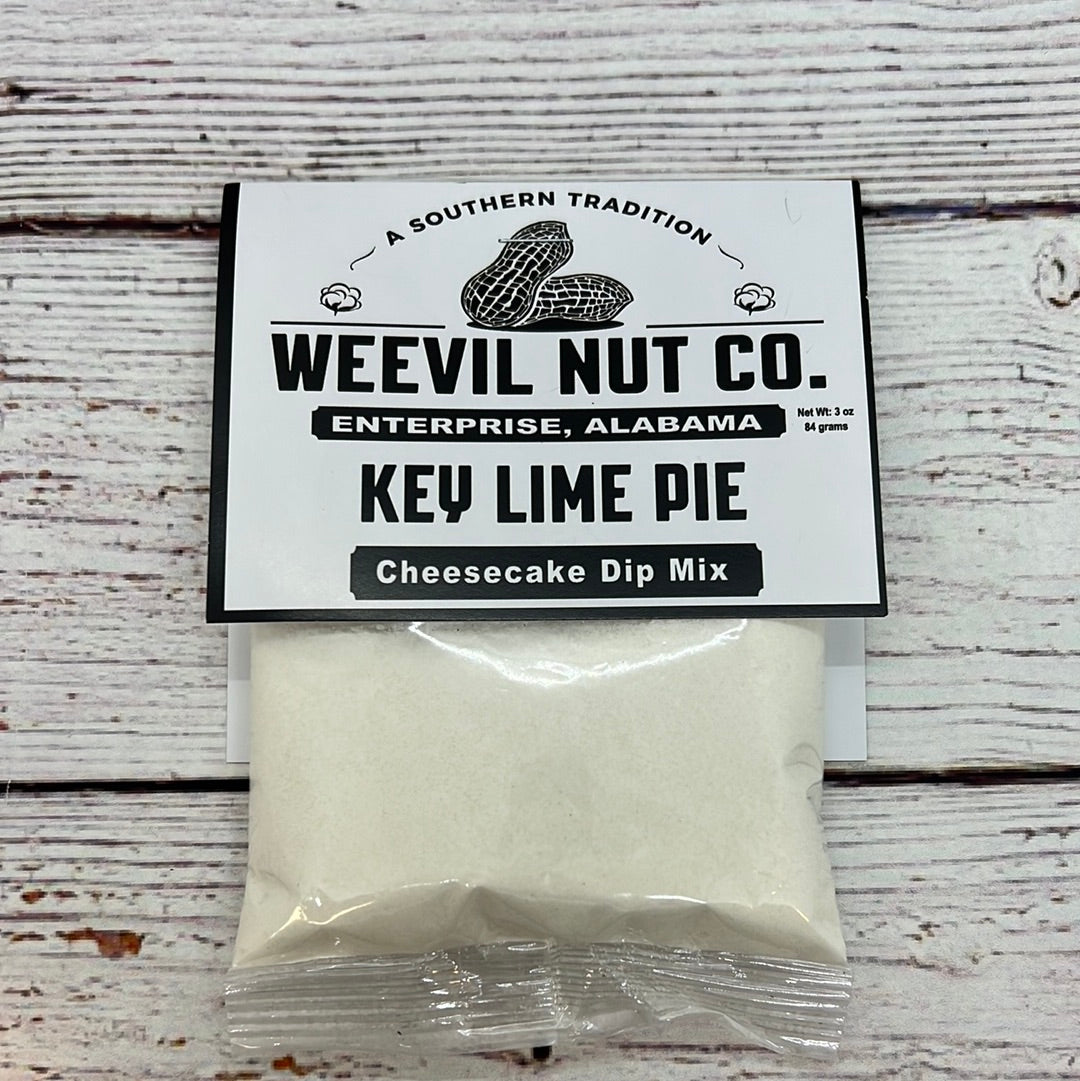 A SOUTHERN TRADITION
WEEVIL NUT CO.
ENTERPRISE, ALABAMA
Net Wt: 3 oz
84 grams
KEY LIME PIE
Cheesecake Dip Mix